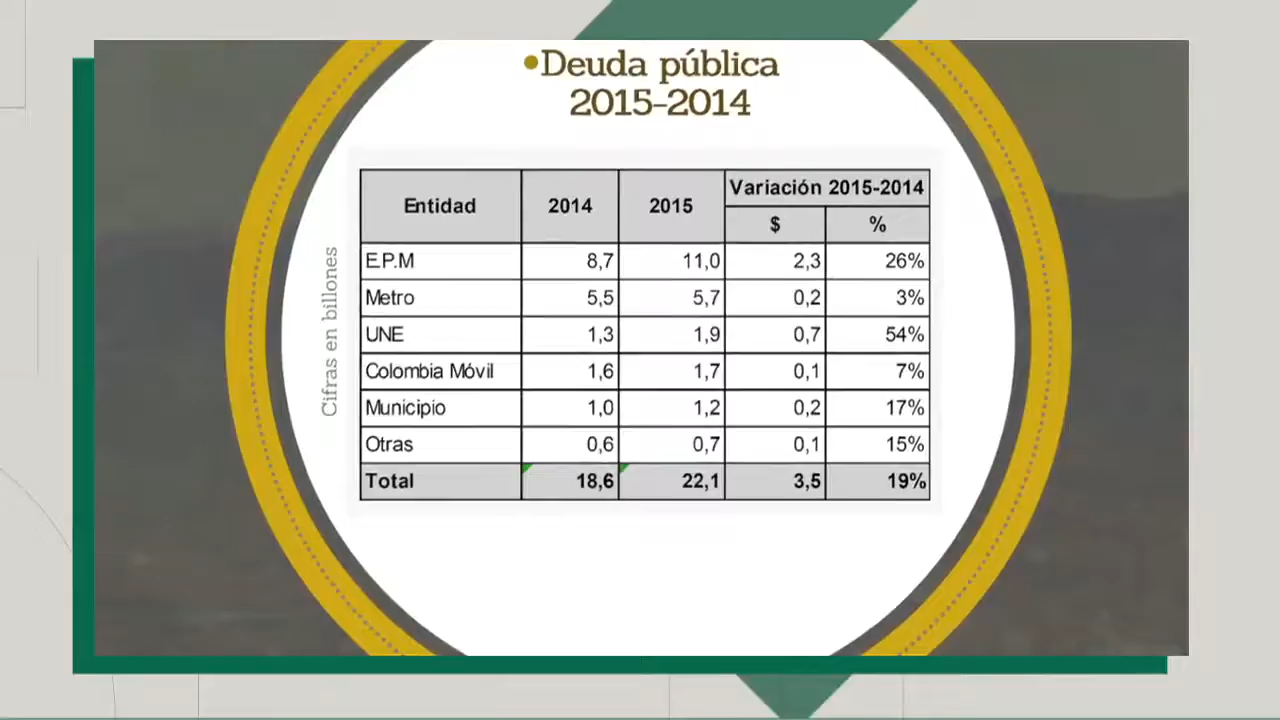 •Deuda pública
2015-2014
Cifras en billones
Entidad 2014 2015 Variación 2015-2014
$ %
E.P.M 8,7 11,0 2,3 26%
Metro 5,5 5,7 0,2 3%
UNE 1,3 1,9 0,7 54%
Colombia Móvil 1,6 1,7 0,1 7%
Municipio 1,0 1,2 0,2 17%
Otras 0,6 0,7 0,1 15%
Total 18,6 22,1 3,5 19%